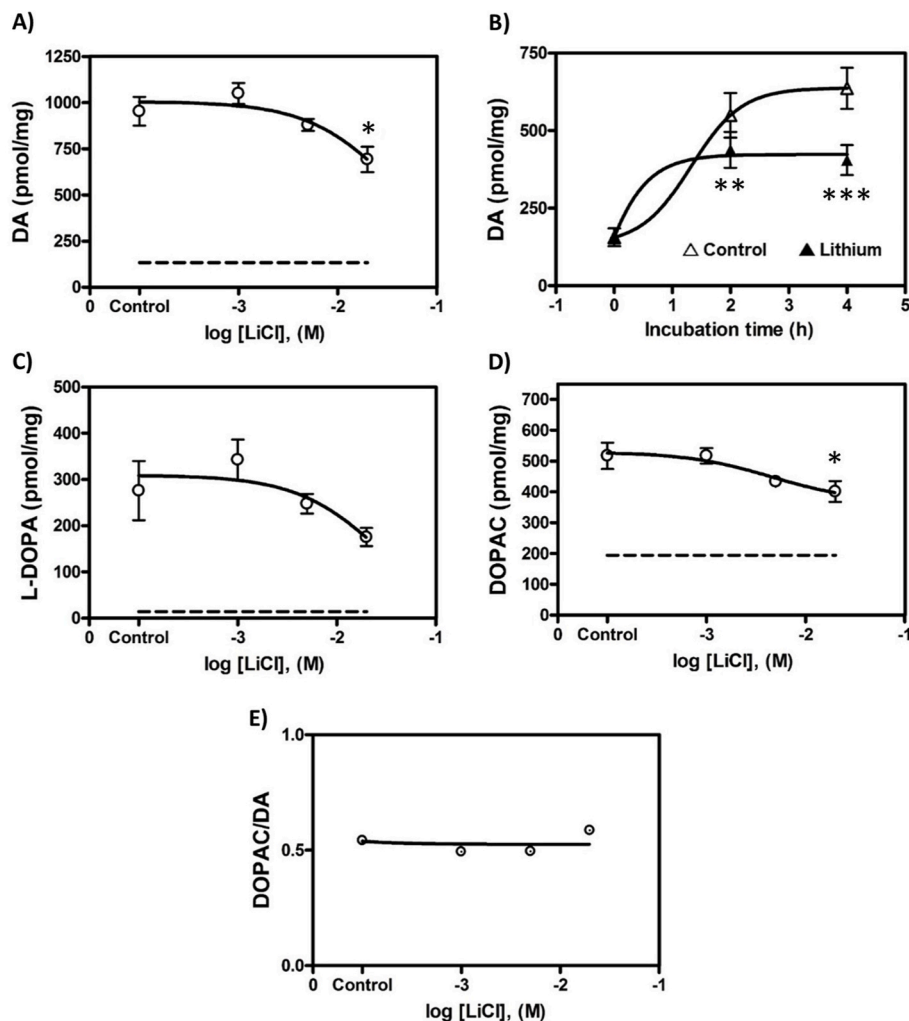 A)
1250
1000
750
500
250
0
DA (pmol/mg)
*
0 Control -3 -2 -1
log [LiCl], (M)
B)
750
500
250
0
DA (pmol/mg)
**
***
Control Lithium
-1 0 1 2 3 4 5
Incubation time (h)
C)
500
400
300
200
100
0
L-DOPA (pmol/mg)
0 Control -3 -2 -1
log [LiCl], (M)
D)
700
600
500
400
300
200
100
0
DOPAC (pmol/mg)
*
0 Control -3 -2 -1
log [LiCl], (M)
E)
1.0
0.5
0.0
DOPAC/DA
0 Control -3 -2 -1
log [LiCl], (M)